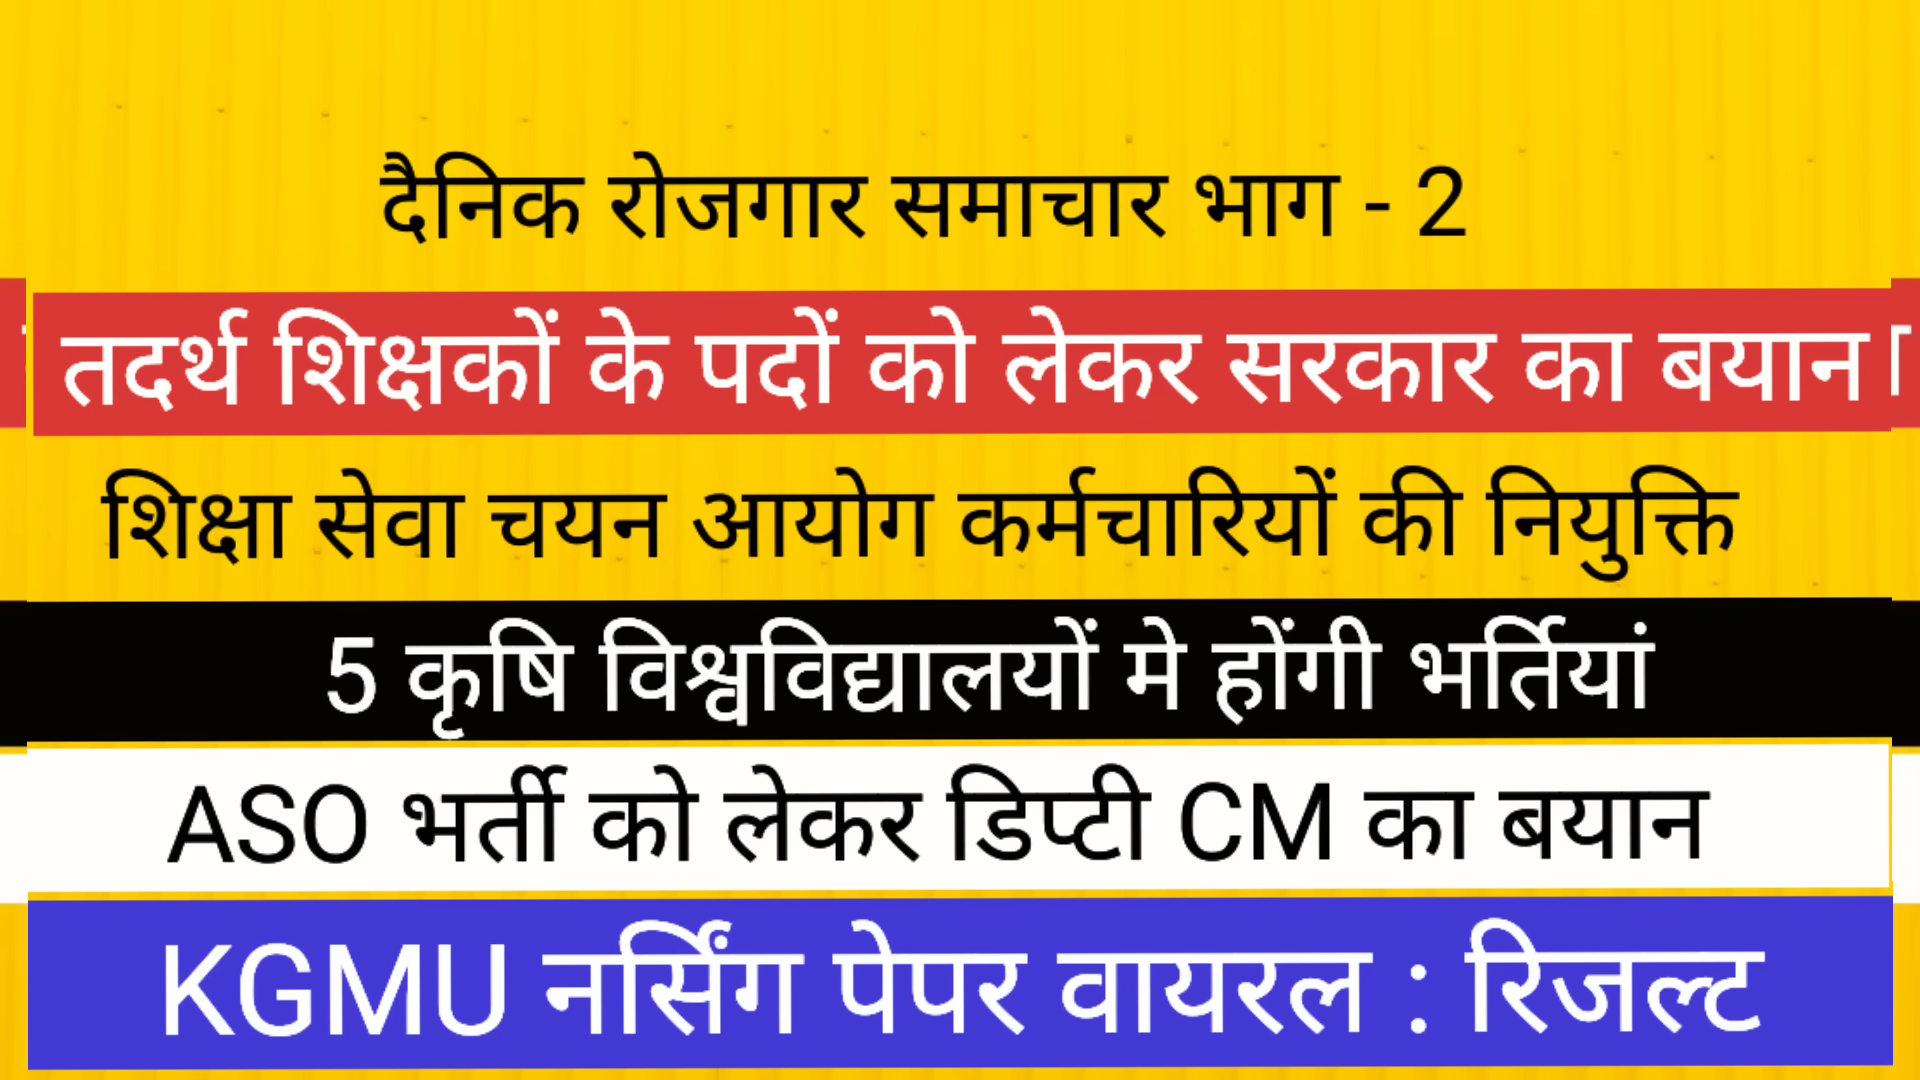 दैनिक रोजगार समाचार भाग - 2
तदर्थ शिक्षकों के पदों को लेकर सरकार का बयान
शिक्षा सेवा चयन आयोग कर्मचारियों की नियुक्ति
5 कृषि विश्वविद्यालयों मे होंगी भर्तियां
ASO भर्ती को लेकर डिप्टी CM का बयान
KGMU नर्सिंग पेपर वायरल : रिजल्ट